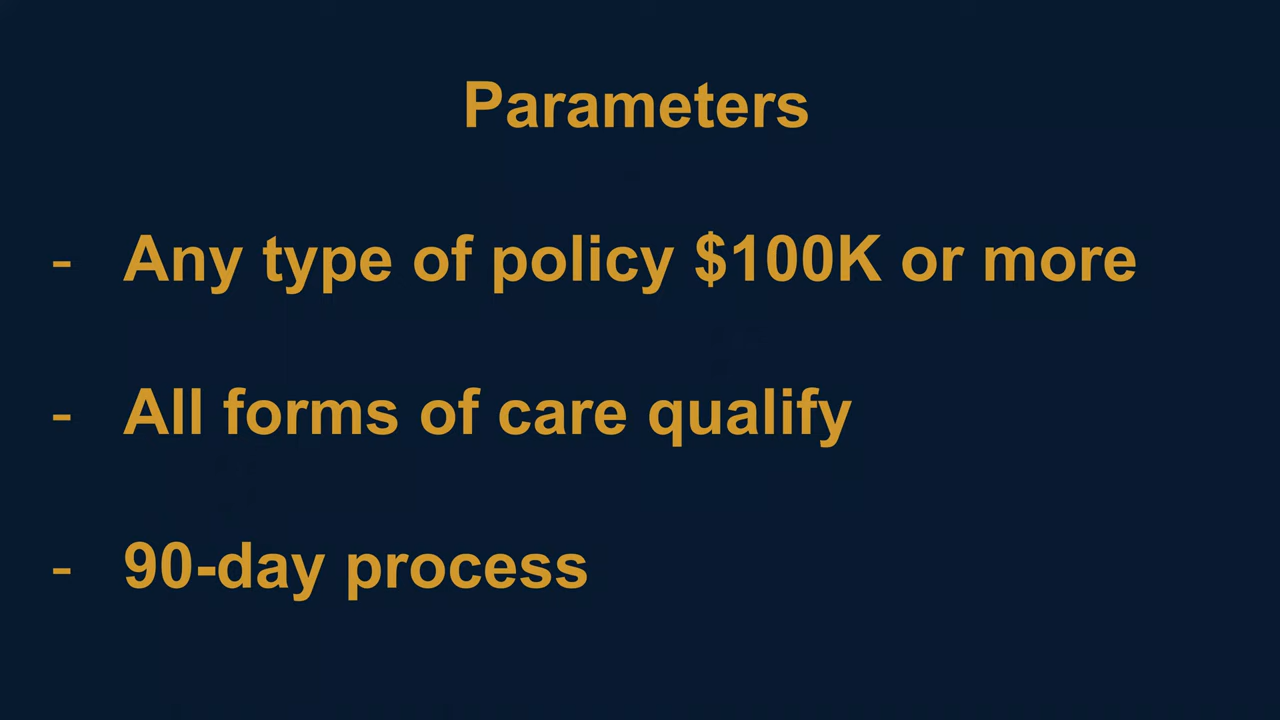 Parameters
- Any type of policy $100K or more
- All forms of care qualify
- 90-day process